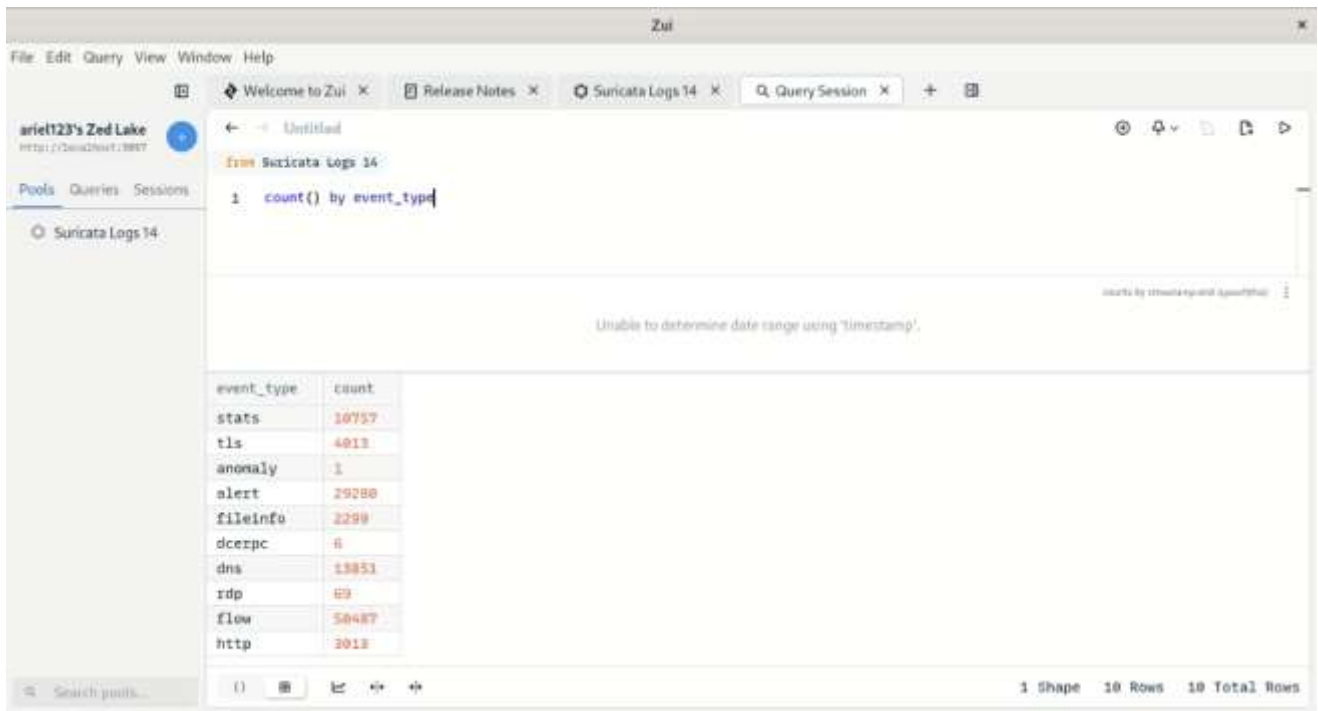 Zui
File Edit Query View Window Help
Welcome to Zui
Release Notes
Suricata Logs 14
Query Session
ariel123's Zed Lake
Untitled
from Suricata Logs 14
Pools Queries Sessions
1 count() by event_type
Suricata Logs 14
Unable to determine date range using 'timestamp'.
event_type count
stats 10757
tls 4013
anomaly 1
alert
fileinfo 2299
dcerpc 6
dns 13851
rdp 69
flow 50487
http 3013
Search pools...
1 Shape 10 Rows 10 Total Rows